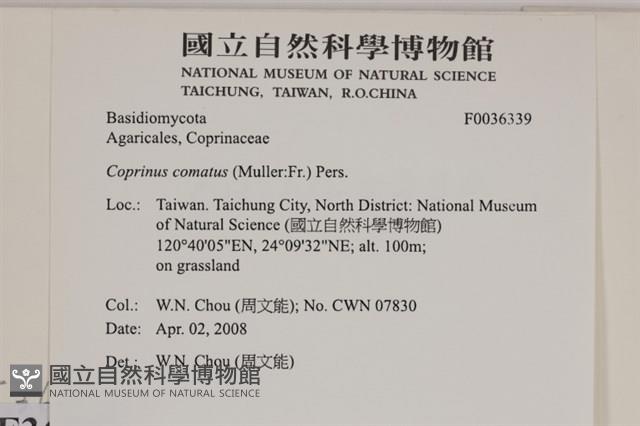 國立自然科學博物館
NATIONAL MUSEUM OF NATURAL SCIENCE
TAICHUNG, TAIWAN, R.O.CHINA
Basidiomycota F0036339
Agaricales, Coprinaceae
Coprinus comatus (Muller:Fr.) Pers.
Loc.: Taiwan. Taichung City, North District: National Museum
of Natural Science (國立自然科學博物館)
120°40'05"EN, 24°09'32"NE; alt. 100m;
on grassland
Col.: W.N. Chou (周文能); No. CWN 07830
Date: Apr. 02, 2008
Det.: W.N. Chou (周文能)
國立自然科學博物館
NATIONAL MUSEUM OF NATURAL SCIENCE